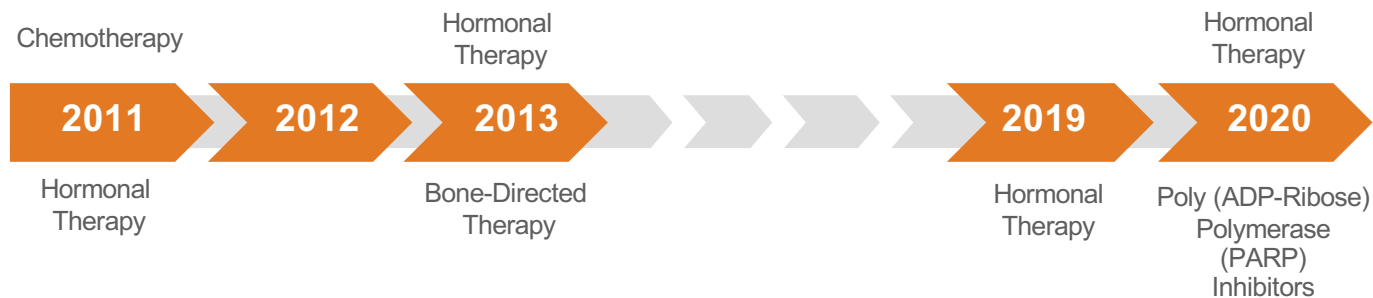 Chemotherapy
Hormonal
Therapy
Hormonal
Therapy
2011
2012
2013
2019
2020
Hormonal
Therapy
Bone-Directed
Therapy
Hormonal
Therapy
Poly (ADP-Ribose)
Polymerase
(PARP)
Inhibitors